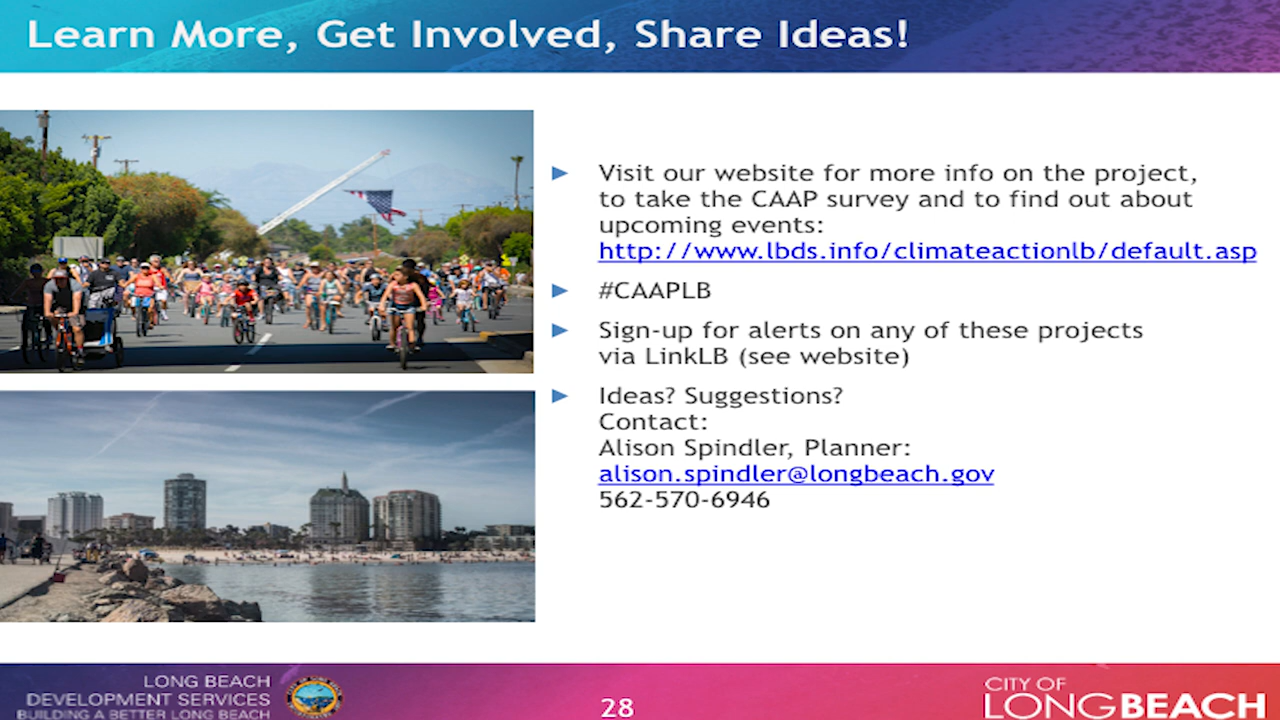 Learn More, Get Involved, Share Ideas!
Visit our website for more info on the project,
to take the CAAP survey and to find out about
upcoming events:
http://www.lbds.info/climateactionlb/default.asp
#CAAPLB
Sign-up for alerts on any of these projects
via LinkLB (see website)
Ideas? Suggestions?
Contact:
Alison Spindler, Planner:
alison.spindler@longbeach.gov
562-570-6946
LONG BEACH
DEVELOPMENT SERVICES
BUILDING A BETTER LONG BEACH
28
CITY OF
LONGBEACH